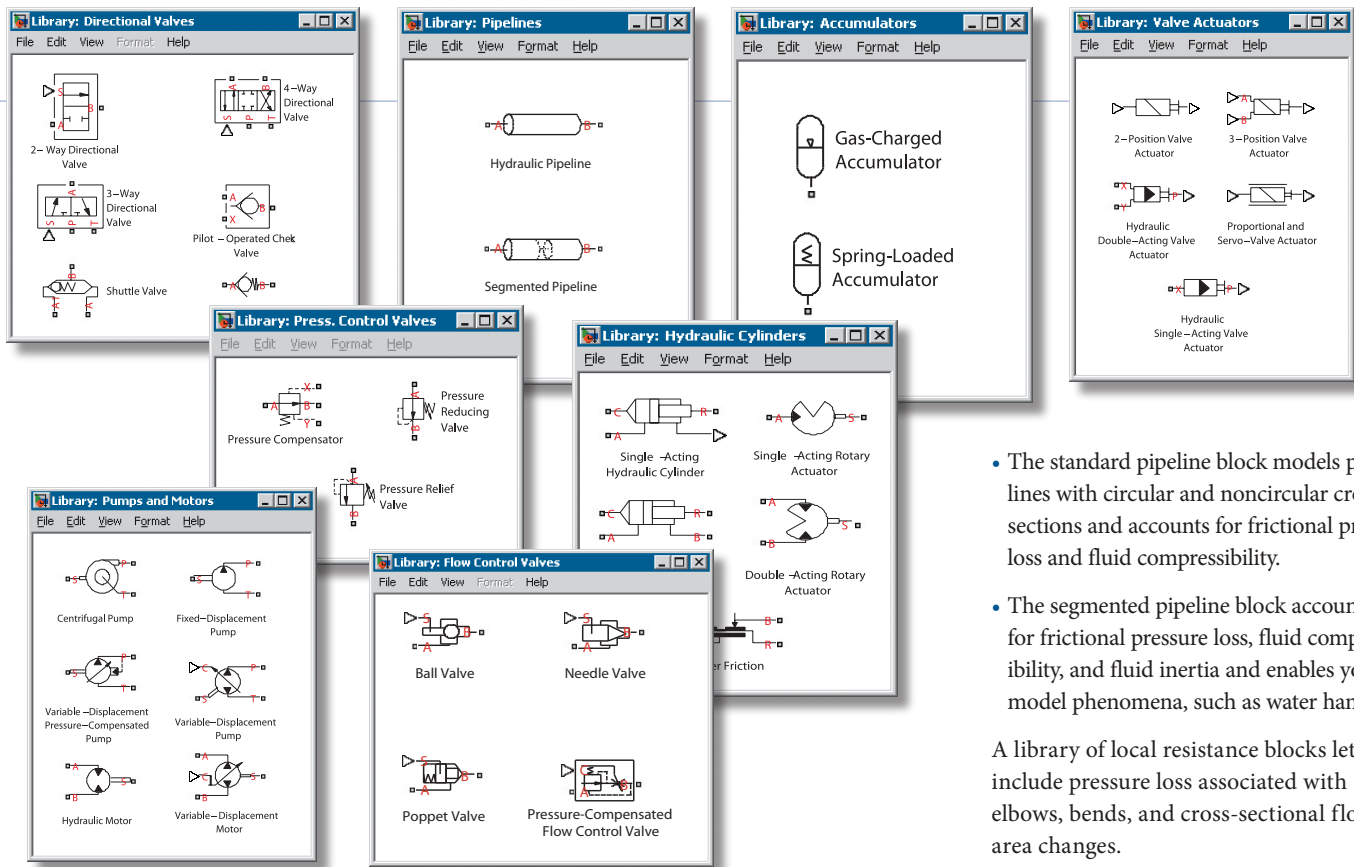 Library: Directional Valves
File Edit View Format Help
S
B
A
2– Way Directional
Valve
A B
S P T
4–Way
Directional
Valve
A
S P T
3–Way
Directional
Valve
A
X
B
Pilot – Operated Chek
Valve
B
A1
A
Shuttle Valve
A B
Library: Pipelines
File Edit View Format Help
A B
Hydraulic Pipeline
A B
Segmented Pipeline
Library: Accumulators
File Edit View Format Help
Gas-Charged
Accumulator
Spring-Loaded
Accumulator
Library: Valve Actuators
File Edit View Format Help
2–Position Valve
Actuator
A
B
3–Position Valve
Actuator
X
Y
P
Hydraulic
Double–Acting Valve
Actuator
Proportional and
Servo–Valve Actuator
X P
Hydraulic
Single–Acting Valve
Actuator
Library: Press. Control Valves
File Edit View Format Help
X
A B
Y
Pressure Compensator
A
B
Pressure
Reducing
Valve
A
B
Pressure Relief
Valve
Library: Hydraulic Cylinders
File Edit View Format Help
C R
A
Single –Acting
Hydraulic Cylinder
A S
Single –Acting Rotary
Actuator
C R
A B
A
S
B
Double –Acting Rotary
Actuator
B
R
er Friction
Library: Pumps and Motors
File Edit View Format Help
P
S
T
Centrifugal Pump
P
S
T
Fixed–Displacement
Pump
P
S
T
Variable –Displacement
Pressure–Compensated
Pump
C P
S T
Variable–Displacement
Pump
A
S
B
Hydraulic Motor
A
C S
B
Variable–Displacement
Motor
Library: Flow Control Valves
File Edit View Format Help
S
B
A
Ball Valve
S
B
A
Needle Valve
S
B
A
Poppet Valve
C
A
B
Pressure-Compensated
Flow Control Valve
• The standard pipeline block models p
lines with circular and noncircular cro
sections and accounts for frictional pr
loss and fluid compressibility.
• The segmented pipeline block accoun
for frictional pressure loss, fluid comp
ibility, and fluid inertia and enables yo
model phenomena, such as water ham
A library of local resistance blocks let
include pressure loss associated with
elbows, bends, and cross-sectional flo
area changes.